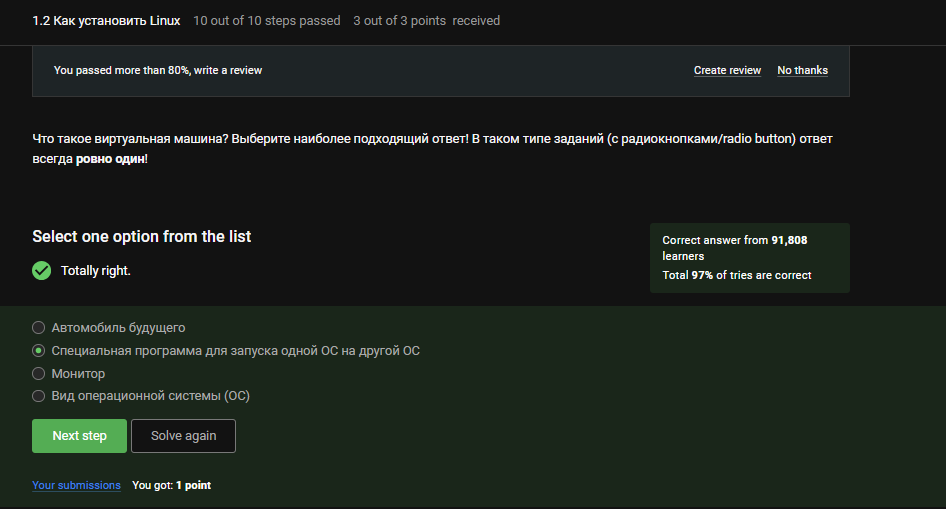 1.2 Как установить Linux 10 out of 10 steps passed 3 out of 3 points received
You passed more than 80%, write a review Create review No thanks
Что такое виртуальная машина? Выберите наиболее подходящий ответ! В таком типе заданий (с радиокнопками/radio button) ответ
всегда ровно один!
Select one option from the list
Totally right.
Correct answer from 91,808
learners
Total 97% of tries are correct
Автомобиль будущего
Специальная программа для запуска одной ОС на другой ОС
Монитор
Вид операционной системы (ОС)
Next step Solve again
Your submissions You got: 1 point